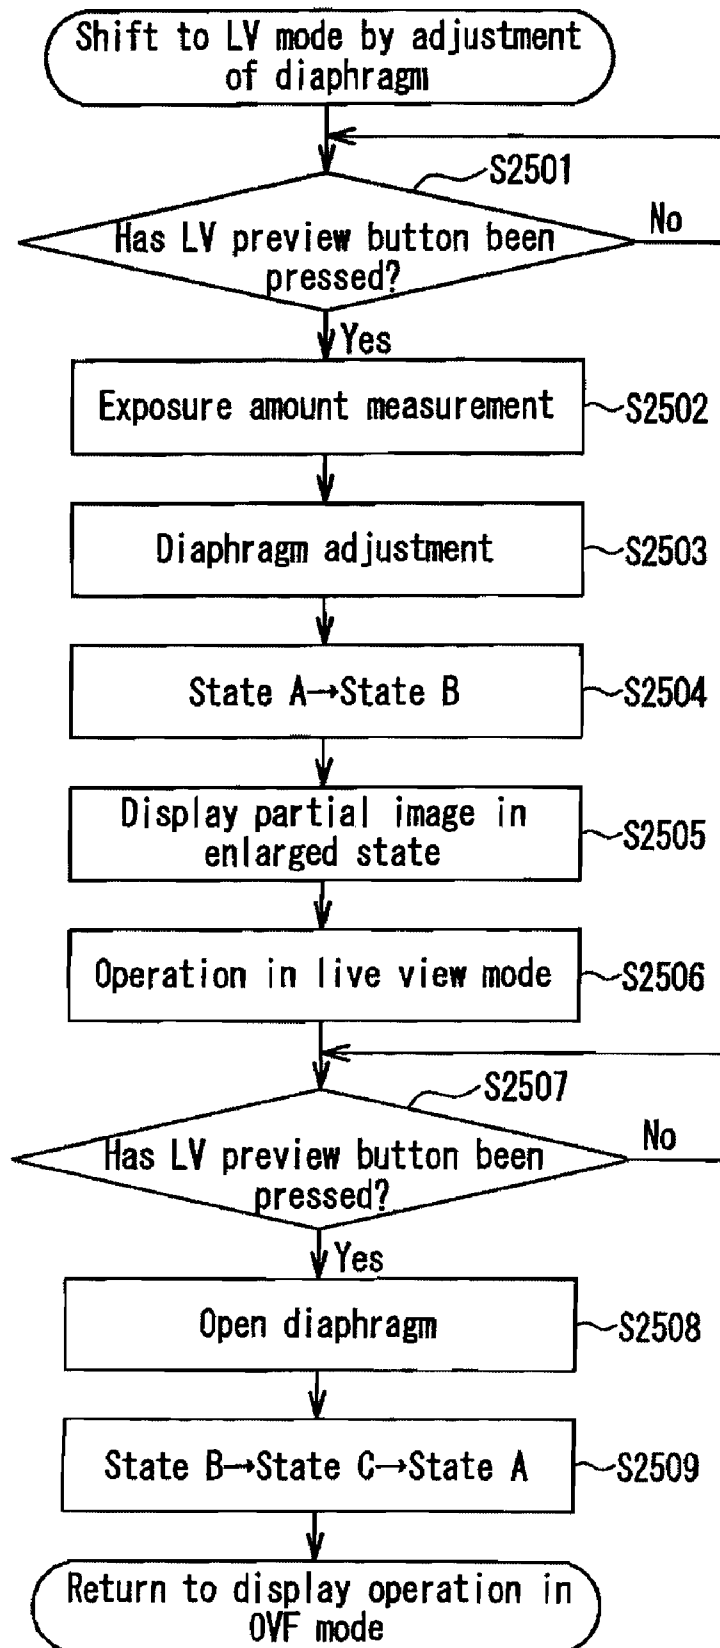 Shift to LV mode by adjustment
of diaphragm
S2501
Has LV preview button been
pressed?
No
Yes
Exposure amount measurement
S2502
Diaphragm adjustment
S2503
State A→State B
S2504
Display partial image in
enlarged state
S2505
Operation in live view mode
S2506
S2507
Has LV preview button been
pressed?
No
Yes
Open diaphragm
S2508
State B→State C→State A
S2509
Return to display operation in
OVF mode